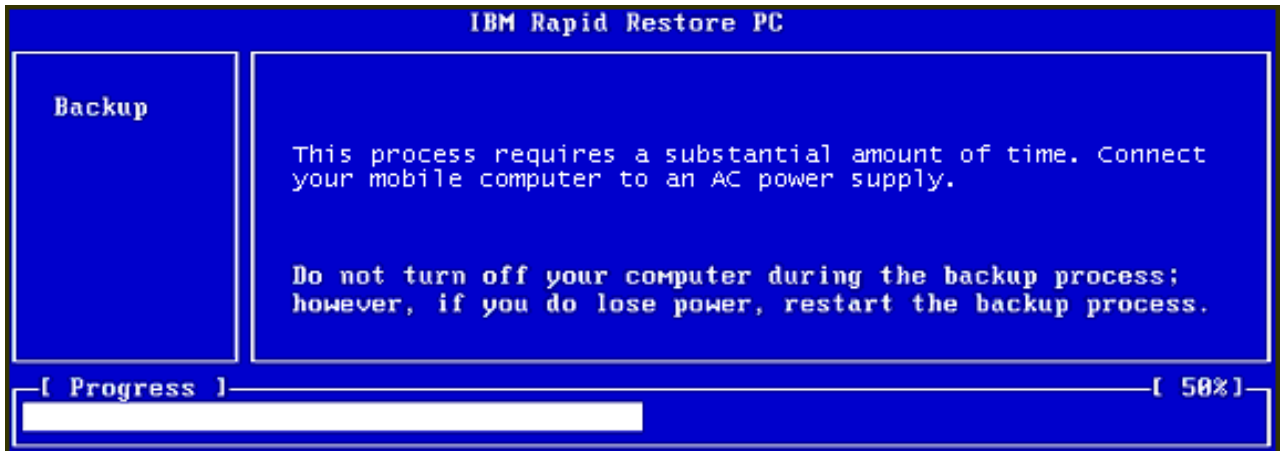 IBM Rapid Restore PC
Backup
This process requires a substantial amount of time. Connect
your mobile computer to an AC power supply.
Do not turn off your computer during the backup process;
however, if you do lose power, restart the backup process.
[ Progress ]
[ 50%]